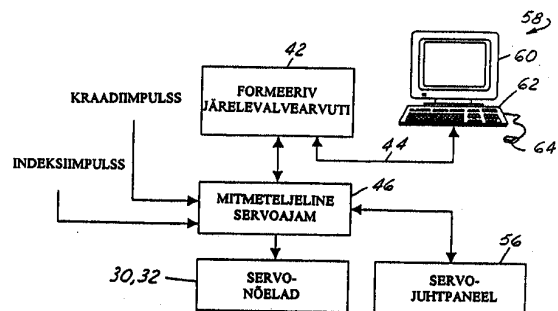 58
42
60
FORMEERIV
JÄRELEVALVEARVUTI
KRAADIIMPULSS
62
64
44
INDEKSIIMPULSS
46
MITMETELJELINE
SERVOAJAM
56
30,32
SERVO-
NÕELAD
SERVO-
JUHTPANEEL